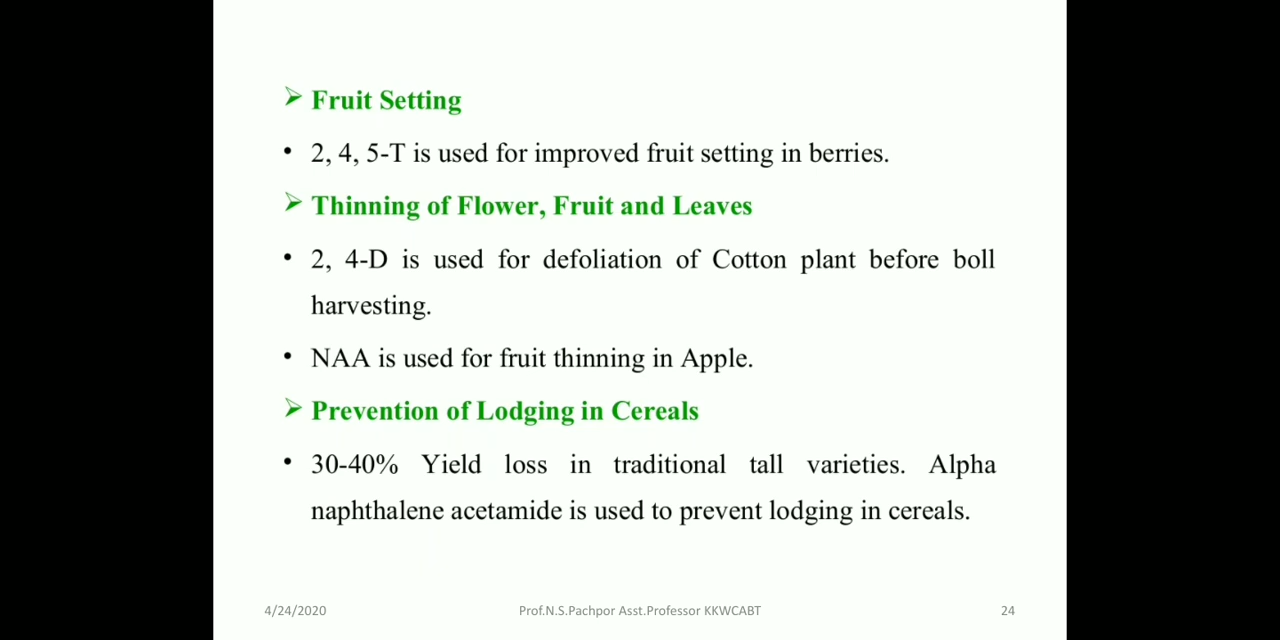 ➢ Fruit Setting
• 2, 4, 5-T is used for improved fruit setting in berries.
➢ Thinning of Flower, Fruit and Leaves
• 2, 4-D is used for defoliation of Cotton plant before boll
harvesting.
• NAA is used for fruit thinning in Apple.
➢ Prevention of Lodging in Cereals
• 30-40% Yield loss in traditional tall varieties. Alpha
naphthalene acetamide is used to prevent lodging in cereals.
4/24/2020 Prof.N.S.Pachpor Asst.Professor KKWCABT 24